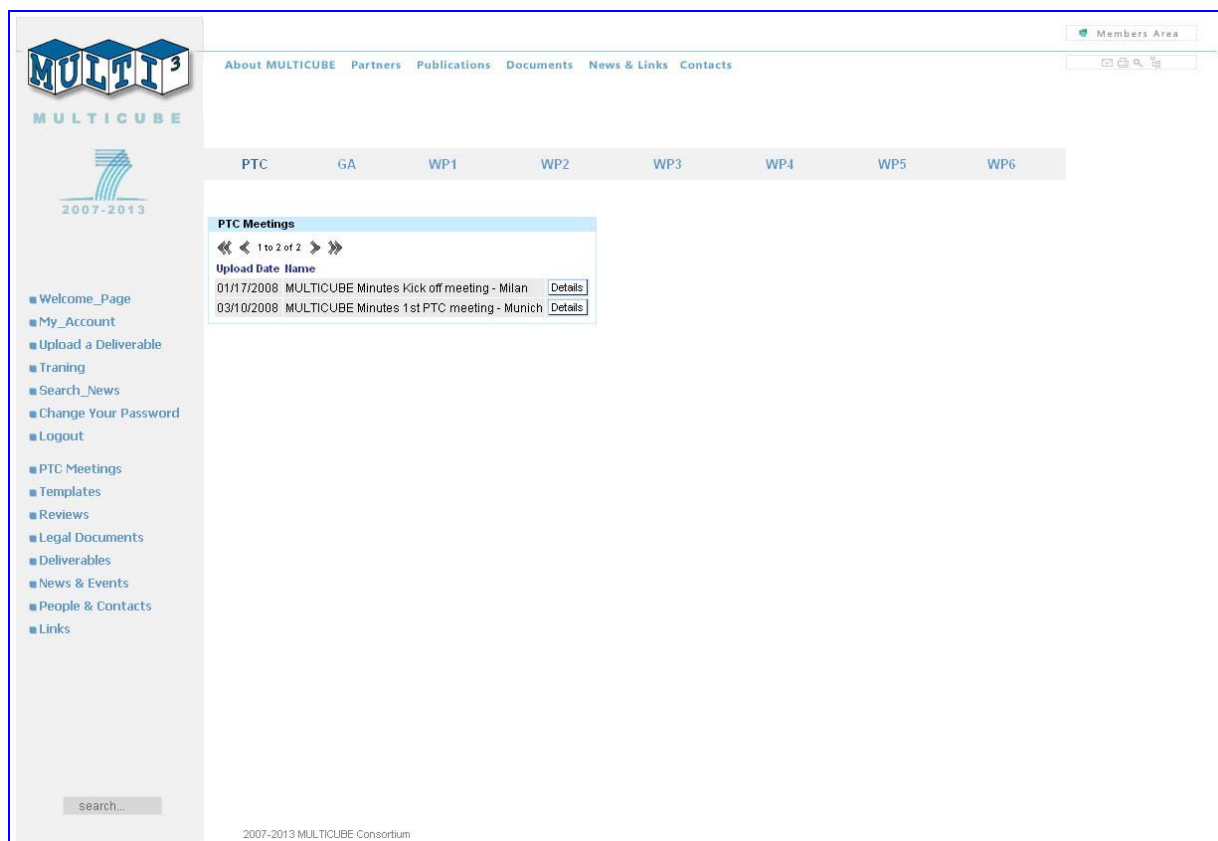 Members Area
MULTI3
About MULTICUBE Partners Publications Documents News & Links Contacts
MULTICUBE
PTC GA WP1 WP2 WP3 WP4 WP5 WP6
2007-2013
PTC Meetings
1 to 2 of 2
Upload Date Name
01/17/2008 MULTICUBE Minutes Kick off meeting - Milan Details
03/10/2008 MULTICUBE Minutes 1st PTC meeting - Munich Details
Welcome_Page
My_Account
Upload a Deliverable
Traning
Search_News
Change Your Password
Logout
PTC Meetings
Templates
Reviews
Legal Documents
Deliverables
News & Events
People & Contacts
Links
search...
2007-2013 MULTICUBE Consortium